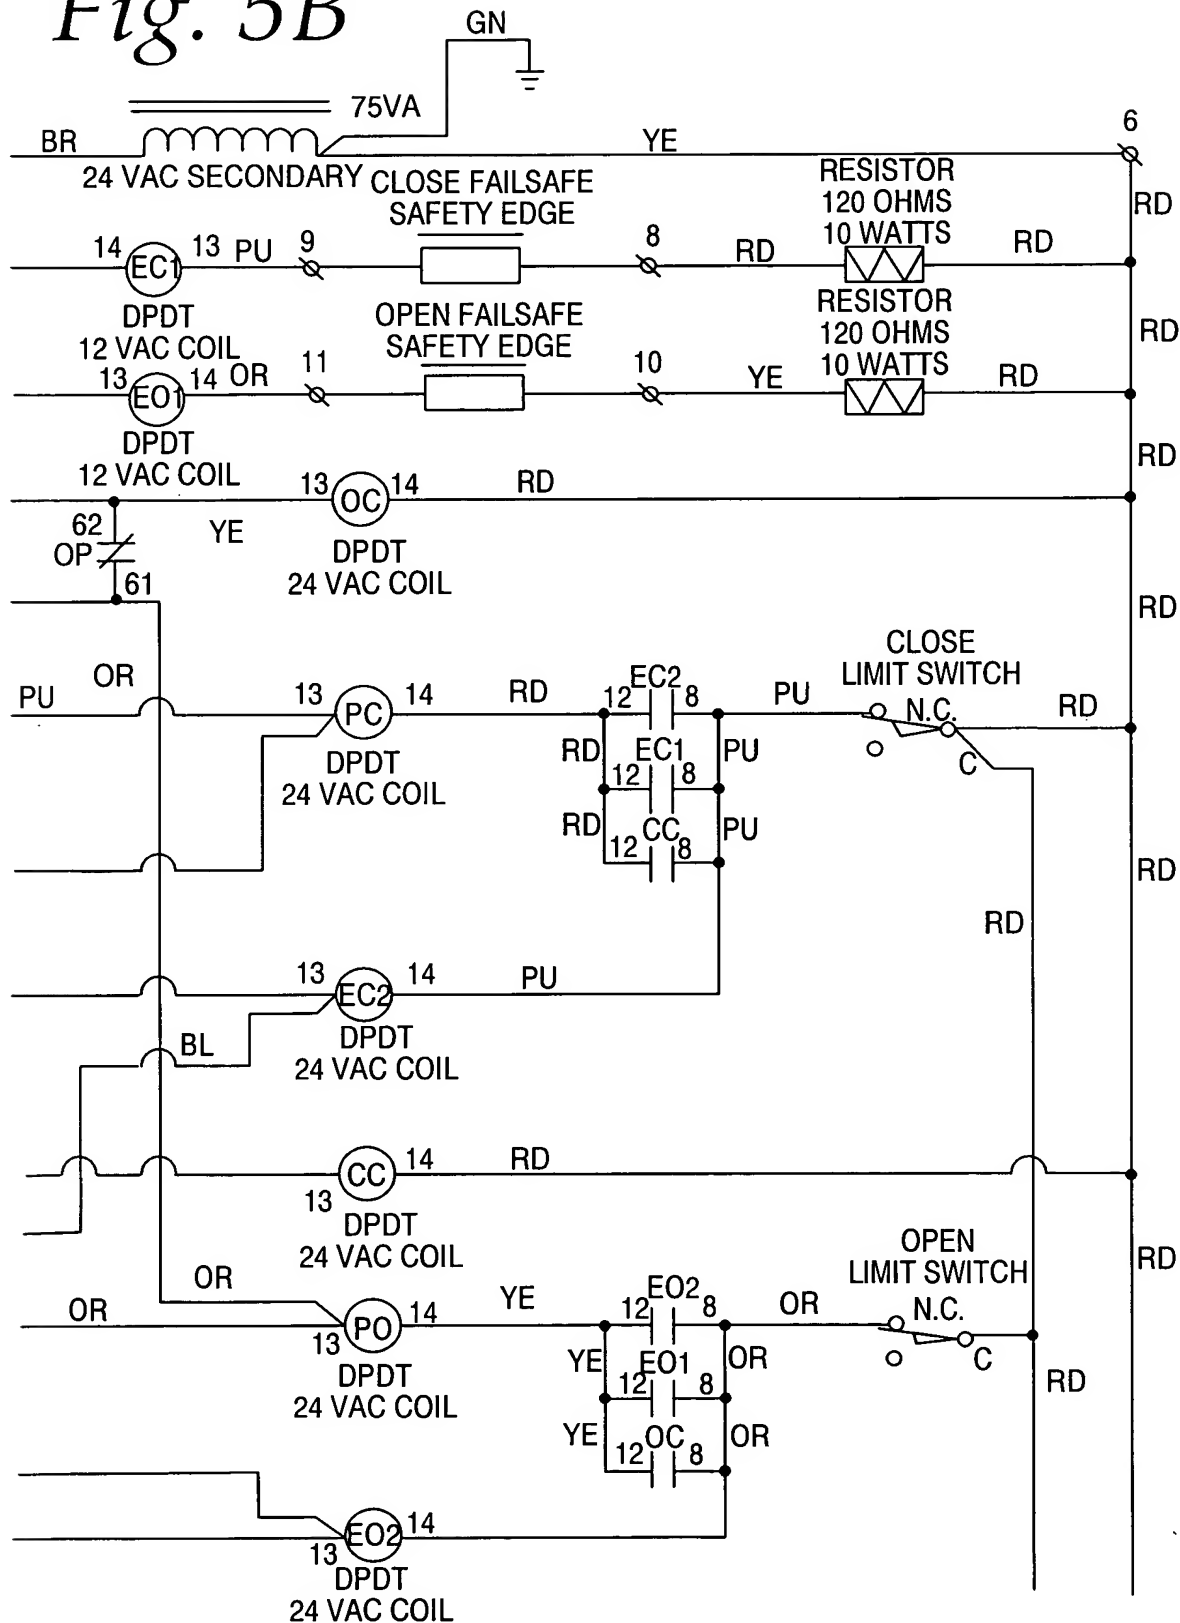 Fig. 5B
GN
75VA
BR
YE
6
24 VAC SECONDARY
CLOSE FAILSAFE
SAFETY EDGE
RESISTOR
120 OHMS
10 WATTS
RD
14
EC1
13
PU
9
8
RD
RD
DPDT
12 VAC COIL
OPEN FAILSAFE
SAFETY EDGE
RESISTOR
120 OHMS
10 WATTS
RD
13
EO1
14
OR
11
10
YE
RD
DPDT
12 VAC COIL
RD
13
OC
14
RD
62
OP
YE
DPDT
24 VAC COIL
61
RD
OR
CLOSE
LIMIT SWITCH
PU
13
PC
14
RD
EC2
12
8
PU
N.C.
RD
C
DPDT
24 VAC COIL
RD
EC1
12
8
PU
RD
CC
12
8
PU
RD
RD
13
EC2
14
PU
BL
DPDT
24 VAC COIL
CC
14
RD
13
DPDT
24 VAC COIL
OPEN
LIMIT SWITCH
RD
OR
OR
PO
14
13
YE
EO2
12
8
OR
N.C.
C
DPDT
24 VAC COIL
YE
EO1
12
8
OR
RD
YE
OC
12
8
OR
EO2
14
13
DPDT
24 VAC COIL